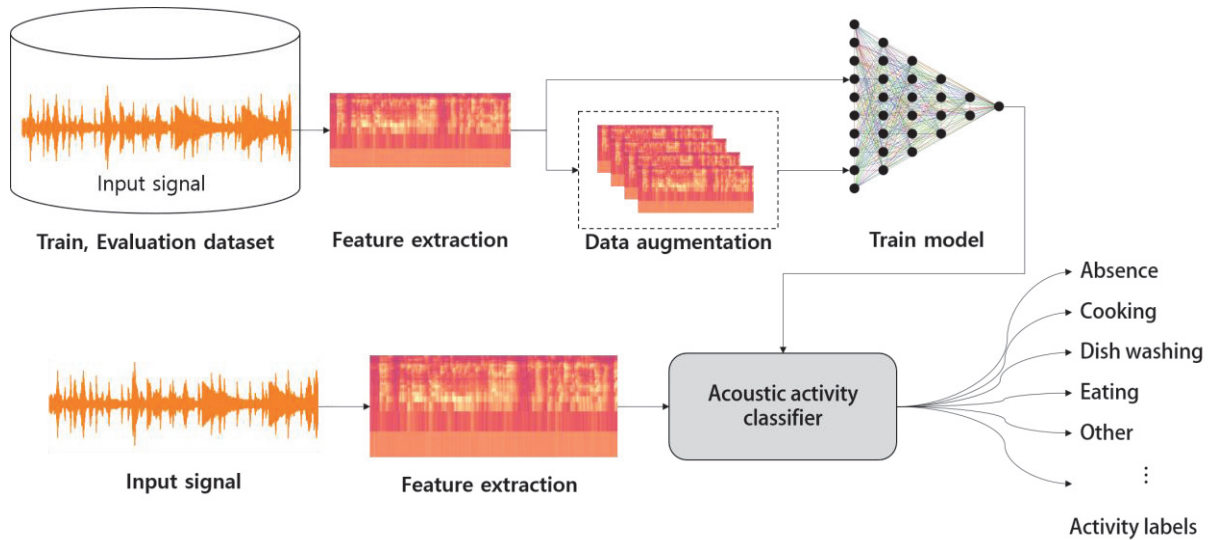 Input signal
Train, Evaluation dataset
Feature extraction
Data augmentation
Train model
Absence
Cooking
Dish washing
Eating
Other
⋮
Activity labels
Acoustic activity
classifier
Input signal
Feature extraction